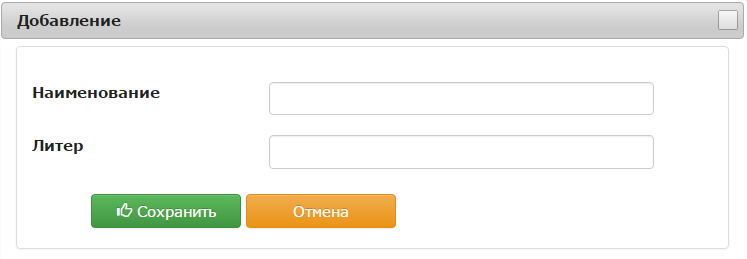 Добавление
Наименование
Литер
Сохранить Отмена